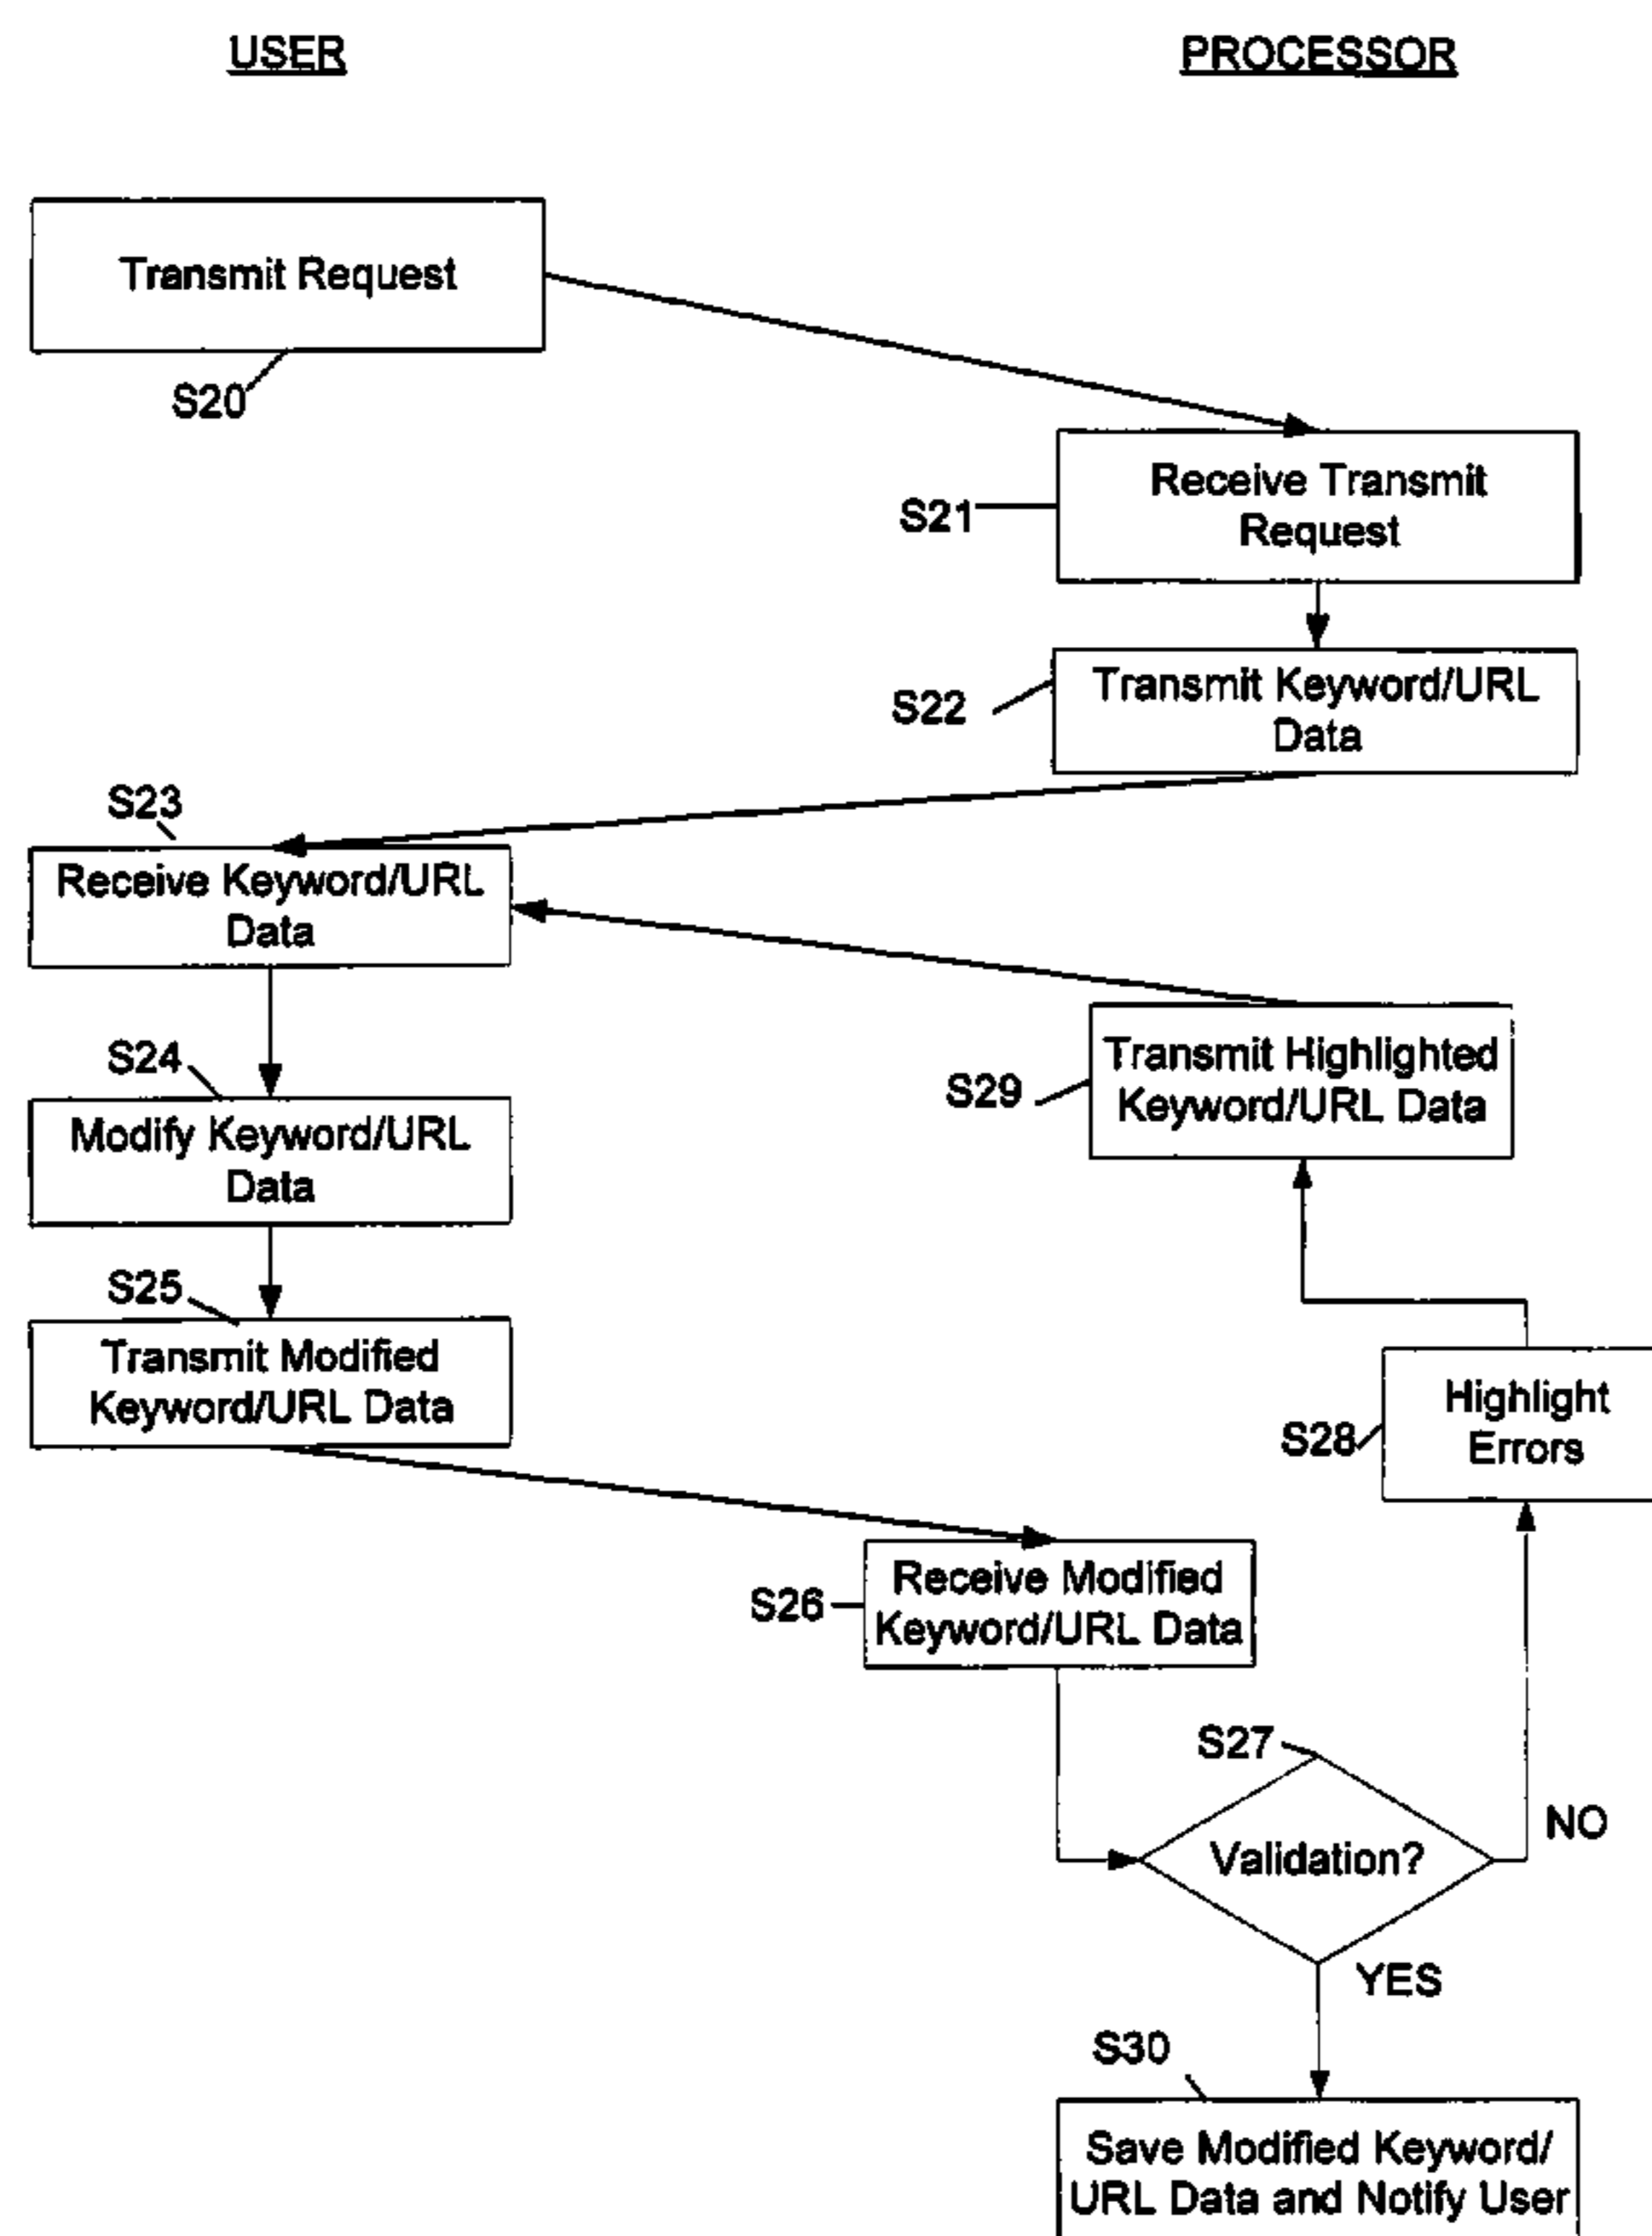 USER
PROCESSOR
Transmit Request
S20
Receive Transmit
Request
S21
Transmit Keyword/URL
Data
S22
S23
Receive Keyword/URL
Data
S24
Modify Keyword/URL
Data
S25
Transmit Modified
Keyword/URL Data
Transmit Highlighted
Keyword/URL Data
S29
Highlight
Errors
S28
Receive Modified
Keyword/URL Data
S26
S27
Validation?
NO
YES
S30
Save Modified Keyword/
URL Data and Notify User